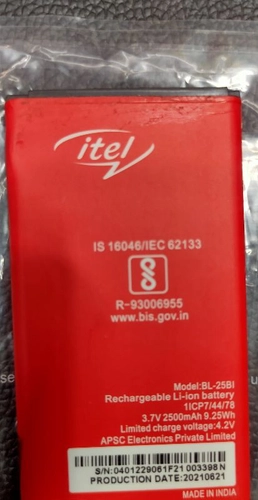 itel
IS 16046/IEC 62133
R-93006955
www.bis.gov.in
Model:BL-25BI
Rechargeable Li-ion battery
1ICP7/44/78
3.7V 2500mAh 9.25Wh
Limited charge voltage:4.2V
APSC Electronics Private Limited
S/N:0401229061F21 003398 N
PRODUCTION DATE:20210621
MADE IN INDIA